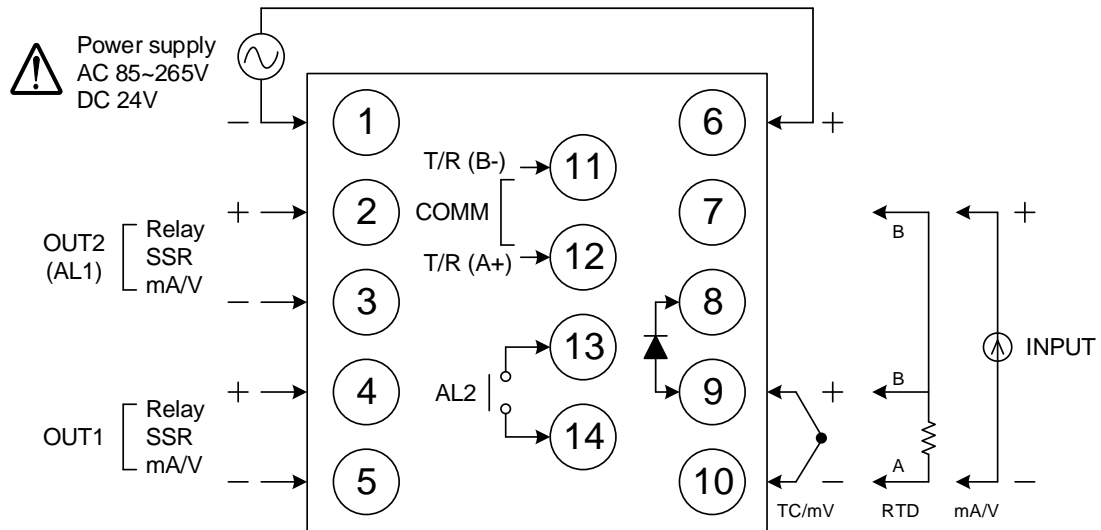 Power supply
AC 85~265V
DC 24V
− 1 6 +
T/R (B-) 11
+ 2 COMM 7 B +
OUT2 Relay
(AL1) SSR
mA/V
T/R (A+) 12
− 3 8
13 INPUT
+ 4 AL2 9 + B
OUT1 Relay
SSR
mA/V
14
− 5 10 − A −
TC/mV RTD mA/V